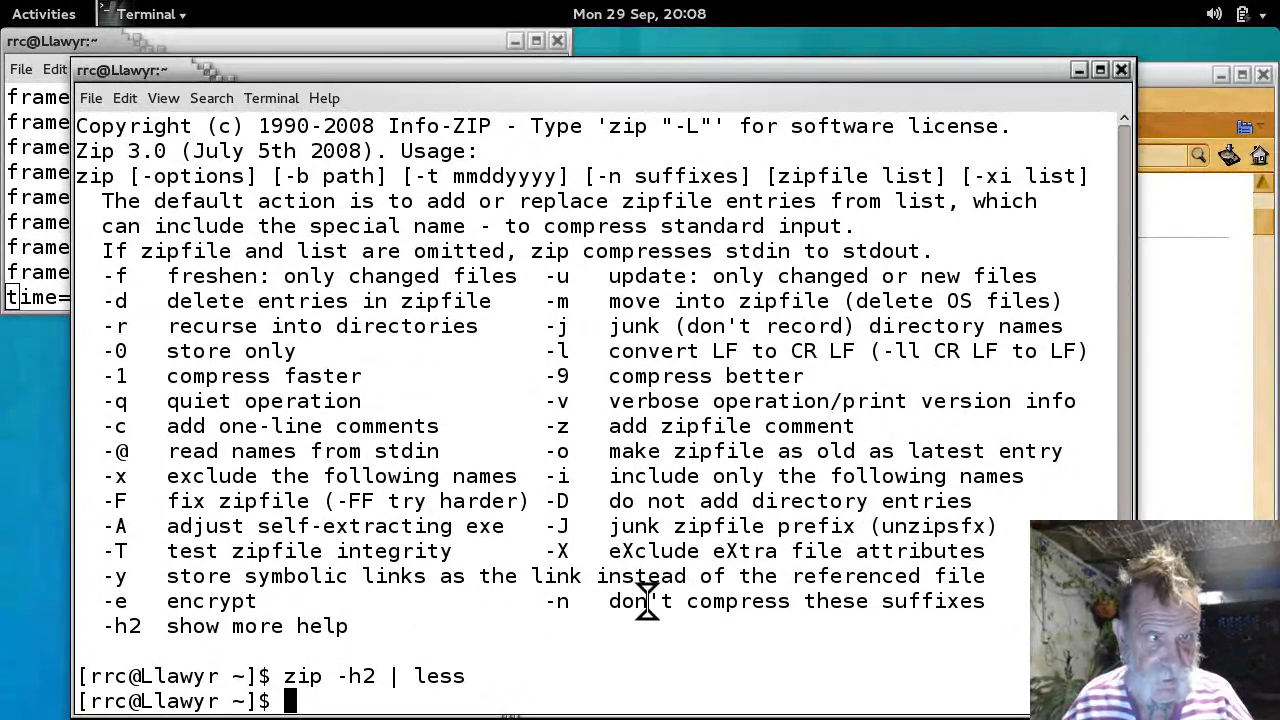 Activities Terminal Mon 29 Sep, 20:08
rrc@Llawyr:~
File Edit
frame
frame
frame
frame
frame
frame
frame
frame
time=
rrc@Llawyr:~
File Edit View Search Terminal Help
Copyright (c) 1990-2008 Info-ZIP - Type 'zip "-L"' for software license.
Zip 3.0 (July 5th 2008). Usage:
zip [-options] [-b path] [-t mmddyyyy] [-n suffixes] [zipfile list] [-xi list]
The default action is to add or replace zipfile entries from list, which
can include the special name - to compress standard input.
If zipfile and list are omitted, zip compresses stdin to stdout.
-f freshen: only changed files -u update: only changed or new files
-d delete entries in zipfile -m move into zipfile (delete OS files)
-r recurse into directories -j junk (don't record) directory names
-0 store only -l convert LF to CR LF (-ll CR LF to LF)
-1 compress faster -9 compress better
-q quiet operation -v verbose operation/print version info
-c add one-line comments -z add zipfile comment
-@ read names from stdin -o make zipfile as old as latest entry
-x exclude the following names -i include only the following names
-F fix zipfile (-FF try harder) -D do not add directory entries
-A adjust self-extracting exe -J junk zipfile prefix (unzipsfx)
-T test zipfile integrity -X eXclude eXtra file attributes
-y store symbolic links as the link instead of the referenced file
-e encrypt -n don't compress these suffixes
-h2 show more help
[rrc@Llawyr ~]$ zip -h2 | less
[rrc@Llawyr ~]$